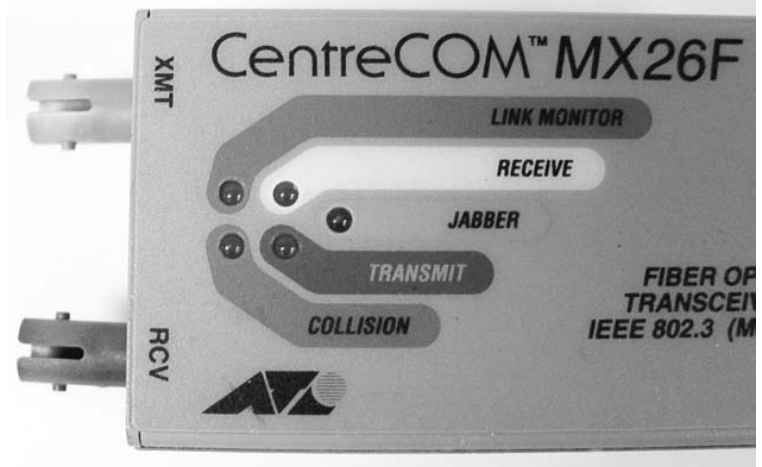 XMT
CentreCOM™ MX26F
LINK MONITOR
RECEIVE
JABBER
TRANSMIT
COLLISION
FIBER OP
TRANSCEIV
IEEE 802.3 (M
RCV